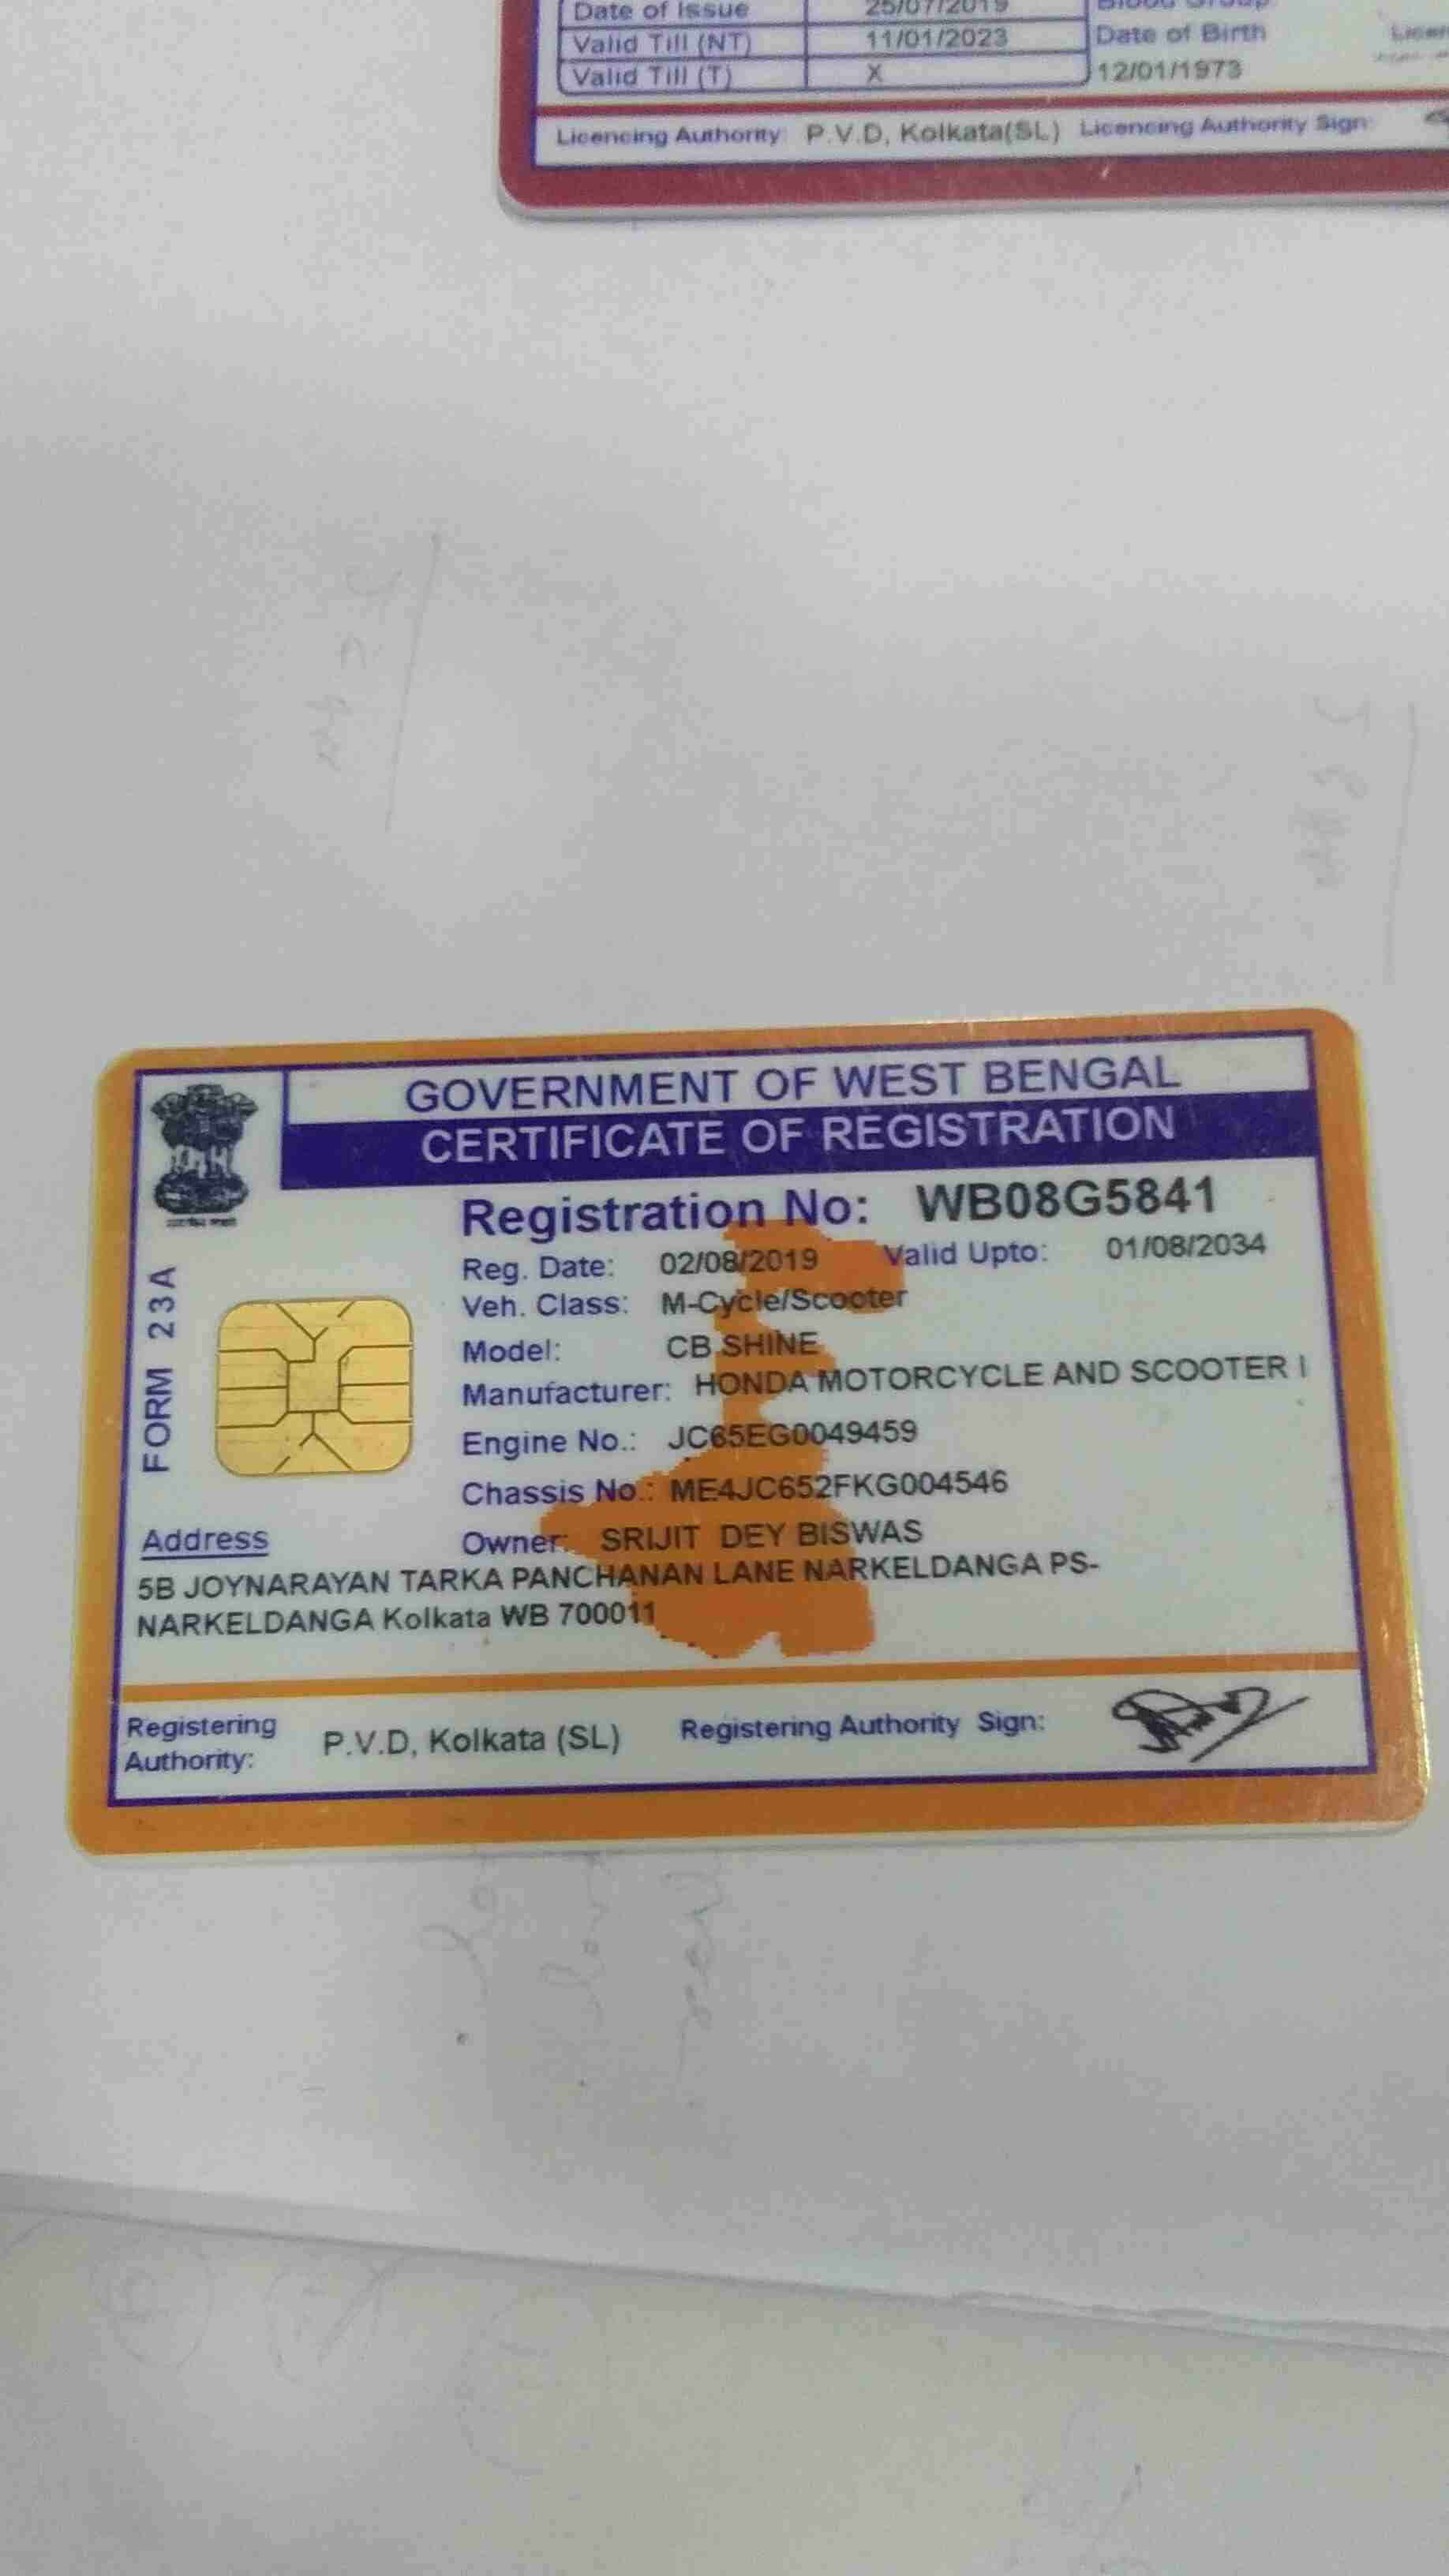 Date of Issue 25/07/2019 Blood Group
Valid Till (NT) 11/01/2023 Date of Birth
Valid Till (T) X 12/01/1973
Licencing Authority: P.V.D, Kolkata(SL) Licencing Authority Sign:
GOVERNMENT OF WEST BENGAL
CERTIFICATE OF REGISTRATION
Registration No: WB08G5841
Reg. Date: 02/08/2019 Valid Upto: 01/08/2034
Veh. Class: M-Cycle/Scooter
Model: CB SHINE
Manufacturer: HONDA MOTORCYCLE AND SCOOTER I
Engine No.: JC65EG0049459
Chassis No.: ME4JC652FKG004546
FORM 23A
Owner: SRIJIT DEY BISWAS
Address
5B JOYNARAYAN TARKA PANCHANAN LANE NARKELDANGA PS-
NARKELDANGA Kolkata WB 700011
Registering Authority: P.V.D, Kolkata (SL) Registering Authority Sign: